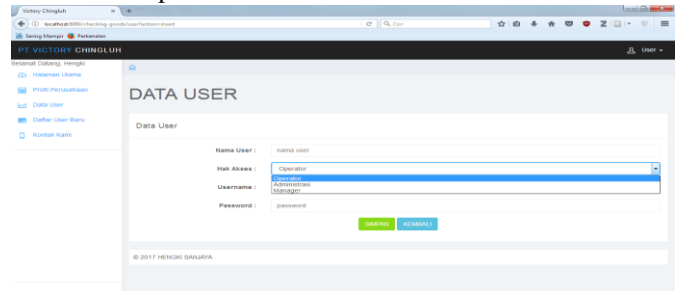 Victory Chingluh
localhost:8080/checking-goods/user?action=insert
Cari
Sering Mampir Perkenalan
PT VICTORY CHINGLUH
User
Selamat Datang, Hengki
Halaman Utama
Profil Perusahaan
Data User
Daftar User Baru
Kontak Kami
DATA USER
Data User
Nama User :
nama user
Hak Akses :
Operator
Operator
Administrasi
Manager
Username :
Password :
password
SIMPAN KEMBALI
© 2017 HENGKI SANJAYA